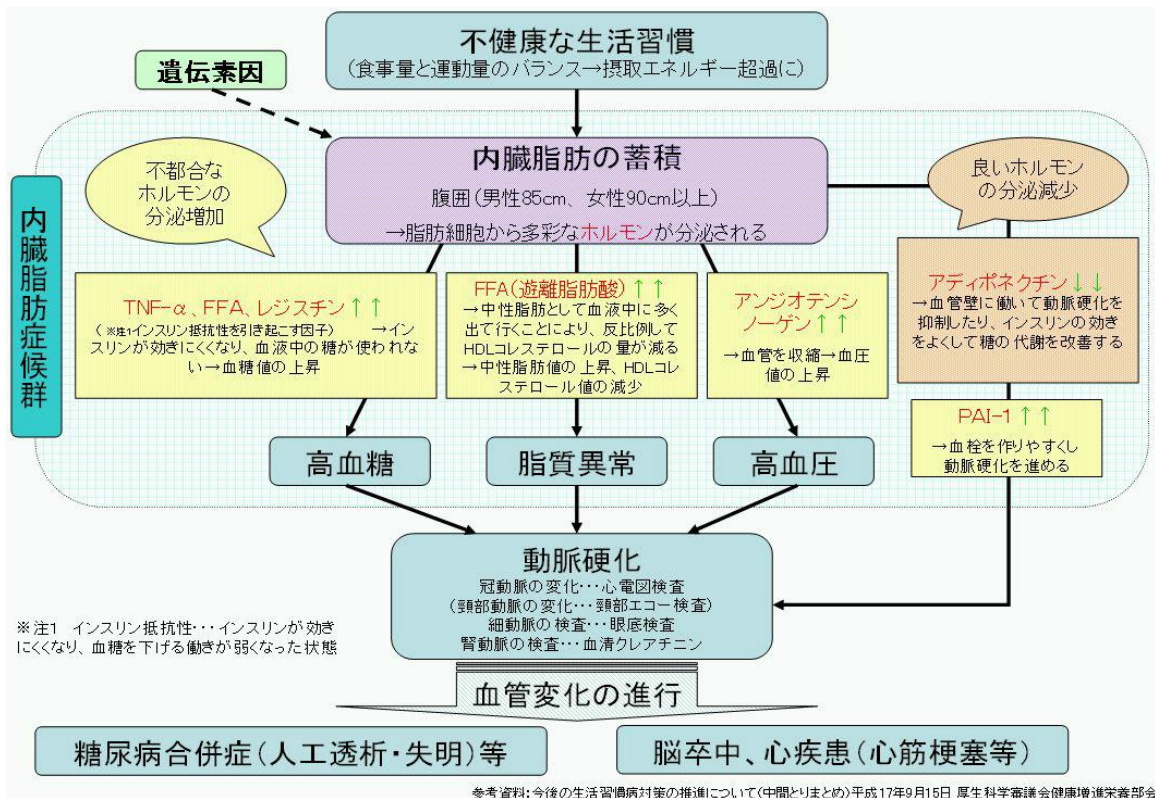 不健康な生活習慣
(食事量と運動量のバランス→摂取エネルギー超過に)
遺伝素因
内臓脂肪症候群
不都合な
ホルモンの
分泌増加
内臓脂肪の蓄積
腹囲(男性85cm、女性90cm以上)
→脂肪細胞から多彩なホルモンが分泌される
良いホルモン
の分泌減少
TNF-α、FFA、レジスチン↑↑
(※注1インスリン抵抗性を引き起こす因子) →イン
スリンが効きにくくなり、血液中の糖が使われな
い→血糖値の上昇
FFA(遊離脂肪酸)↑↑
→中性脂肪として血液中に多く
出て行くことにより、反比例して
HDLコレステロールの量が減る
→中性脂肪値の上昇、HDLコレ
ステロール値の減少
アンジオテンシ
ノーゲン↑↑
→血管を収縮→血圧
値の上昇
アディポネクチン↓↓
→血管壁に働いて動脈硬化を
抑制したり、インスリンの効き
をよくして糖の代謝を改善する
PAI-1↑↑
→血栓を作りやすくし
動脈硬化を進める
高血糖
脂質異常
高血圧
動脈硬化
冠動脈の変化･･･心電図検査
(頸部動脈の変化･･･頸部エコー検査)
細動脈の検査･･･眼底検査
腎動脈の検査･･･血清クレアチニン
※注1 インスリン抵抗性･･･インスリンが効き
にくくなり、血糖を下げる働きが弱くなった状態
血管変化の進行
糖尿病合併症(人工透析・失明)等
脳卒中、心疾患(心筋梗塞等)
参考資料:今後の生活習慣病対策の推進について(中間とりまとめ)平成17年9月15日 厚生科学審議会健康増進栄養部会